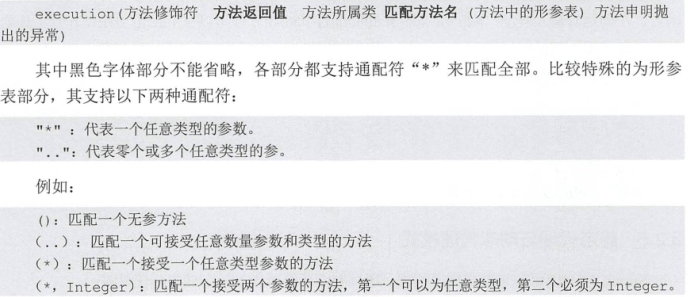 execution(方法修饰符 方法返回值 方法所属类 匹配方法名 (方法中的形参表) 方法申明抛
出的异常)
其中黑色字体部分不能省略，各部分都支持通配符“*”来匹配全部。比较特殊的为形参
表部分，其支持以下两种通配符：
"*" ：代表一个任意类型的参数。
"..": 代表零个或多个任意类型的参。
例如：
(): 匹配一个无参方法
(..) : 匹配一个可接受任意数量参数和类型的方法
(*) : 匹配一个接受一个任意类型参数的方法
(*, Integer) : 匹配一个接受两个参数的方法，第一个可以为任意类型，第二个必须为 Integer。